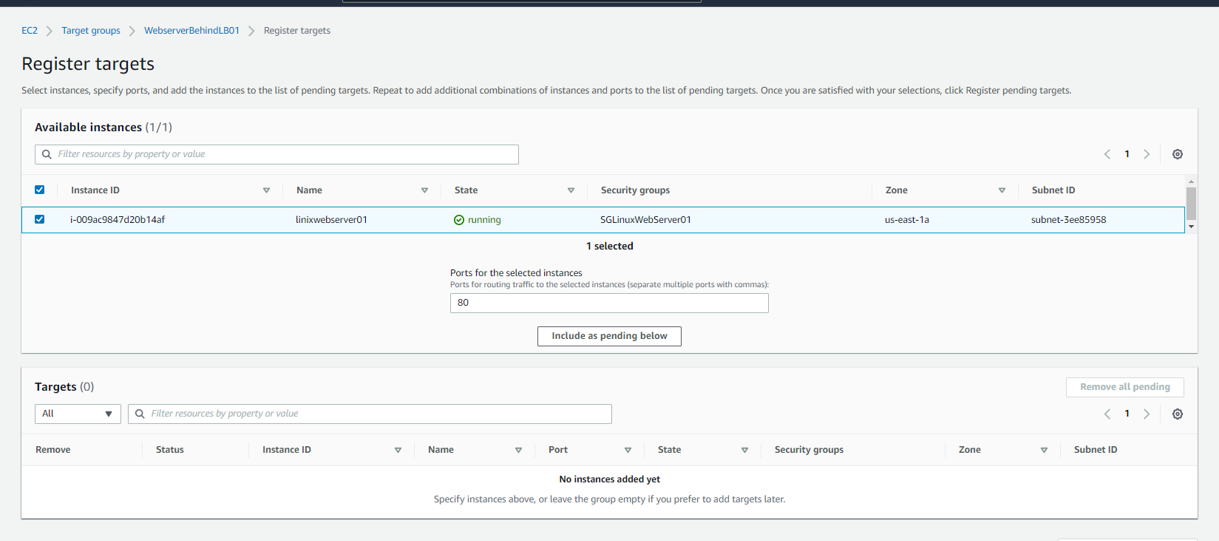 EC2 > Target groups > WebserverBehindLB01 > Register targets
Register targets
Select instances, specify ports, and add the instances to the list of pending targets. Repeat to add additional combinations of instances and ports to the list of pending targets. Once you are satisfied with your selections, click Register pending targets.
Available instances (1/1)
Filter resources by property or value
1
Instance ID Name State Security groups Zone Subnet ID
i-009ac9847d20b14af linixwebserver01 running SGLinuxWebServer01 us-east-1a subnet-3ee85958
1 selected
Ports for the selected instances
Ports for routing traffic to the selected instances (separate multiple ports with commas):
80
Include as pending below
Targets (0)
Remove all pending
All Filter resources by property or value 1
Remove Status Instance ID Name Port State Security groups Zone Subnet ID
No instances added yet
Specify instances above, or leave the group empty if you prefer to add targets later.